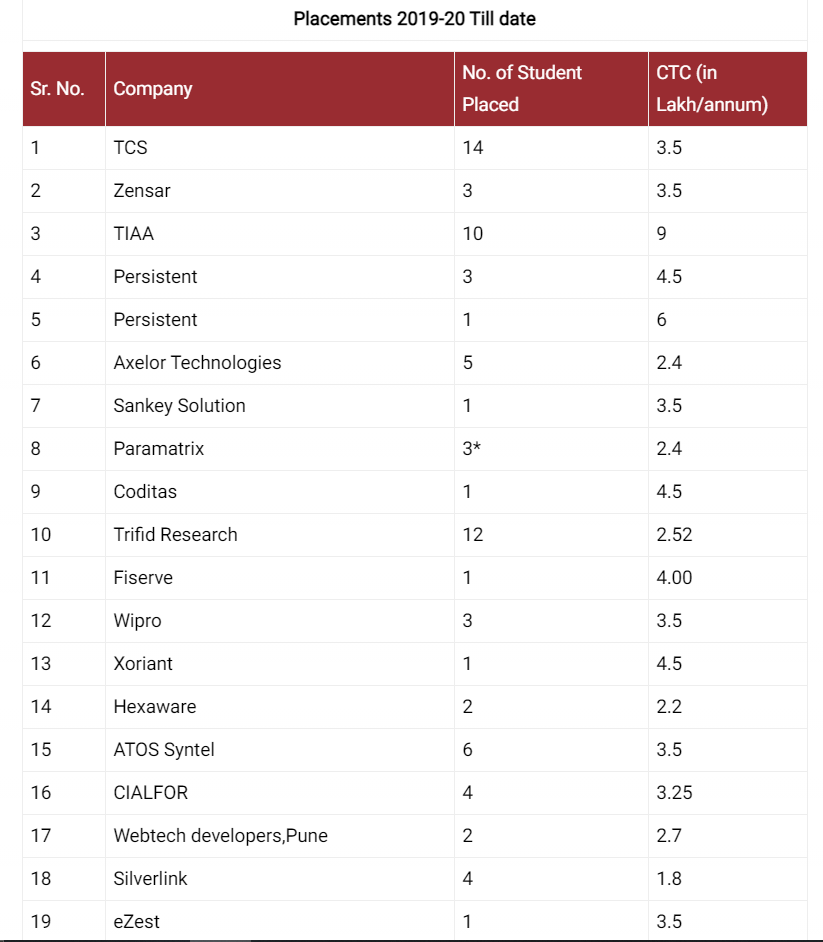 Placements 2019-20 Till date
Sr. No. Company No. of Student Placed CTC (in Lakh/annum)
1 TCS 14 3.5
2 Zensar 3 3.5
3 TIAA 10 9
4 Persistent 3 4.5
5 Persistent 1 6
6 Axelor Technologies 5 2.4
7 Sankey Solution 1 3.5
8 Paramatrix 3* 2.4
9 Coditas 1 4.5
10 Trifid Research 12 2.52
11 Fiserve 1 4.00
12 Wipro 3 3.5
13 Xoriant 1 4.5
14 Hexaware 2 2.2
15 ATOS Syntel 6 3.5
16 CIALFOR 4 3.25
17 Webtech developers,Pune 2 2.7
18 Silverlink 4 1.8
19 eZest 1 3.5